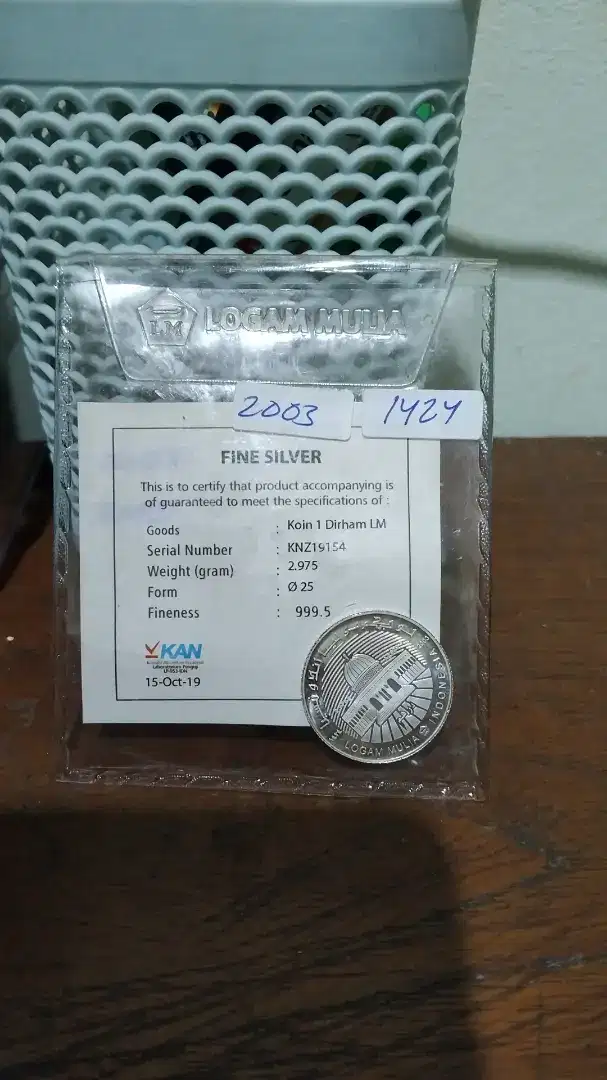 LM LOGAM MULIA
2003 1424
FINE SILVER
This is to certify that product accompanying is
of guaranteed to meet the specifications of :
Goods : Koin 1 Dirham LM
Serial Number : KNZ19154
Weight (gram) : 2.975
Form : Ø 25
Fineness : 999.5
KAN
15-Oct-19
LOGAM MULIA
INDONESIA